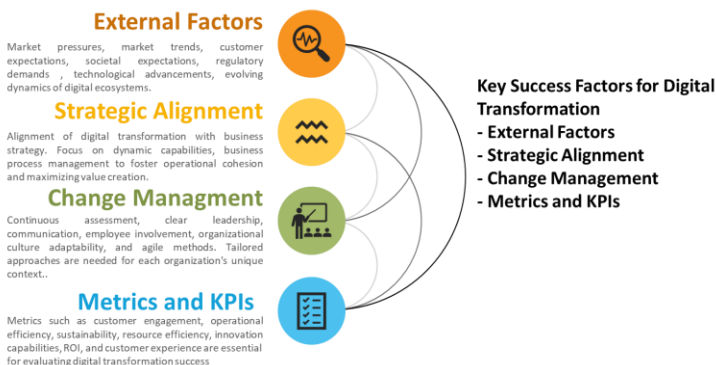 External Factors
Market pressures, market trends, customer
expectations, societal expectations, regulatory
demands , technological advancements, evolving
dynamics of digital ecosystems.
Strategic Alignment
Alignment of digital transformation with business
strategy. Focus on dynamic capabilities, business
process management to foster operational cohesion
and maximizing value creation.
Change Managment
Continuous assessment, clear leadership,
communication, employee involvement, organizational
culture adaptability, and agile methods. Tailored
approaches are needed for each organization's unique
context..
Metrics and KPIs
Metrics such as customer engagement, operational
efficiency, sustainability, resource efficiency, innovation
capabilities, ROI, and customer experience are essential
for evaluating digital transformation success
Key Success Factors for Digital
Transformation
- External Factors
- Strategic Alignment
- Change Management
- Metrics and KPIs